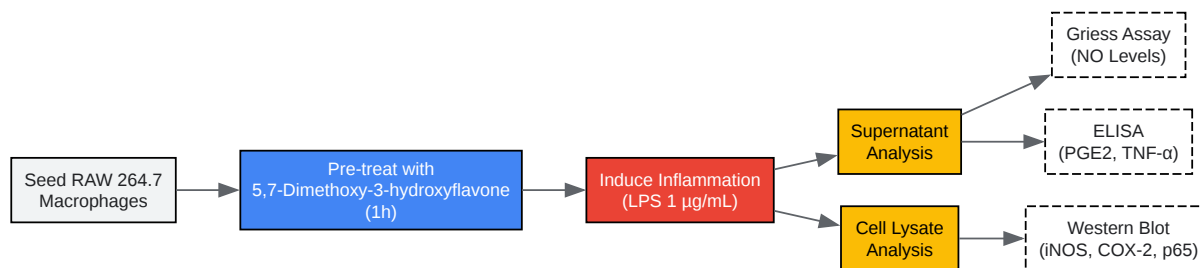 Seed RAW 264.7
Macrophages
Pre-treat with
5,7-Dimethoxy-3-hydroxyflavone
(1h)
Induce Inflammation
(LPS 1 µg/mL)
Supernatant
Analysis
Griess Assay
(NO Levels)
ELISA
(PGE2, TNF-α)
Cell Lysate
Analysis
Western Blot
(iNOS, COX-2, p65)